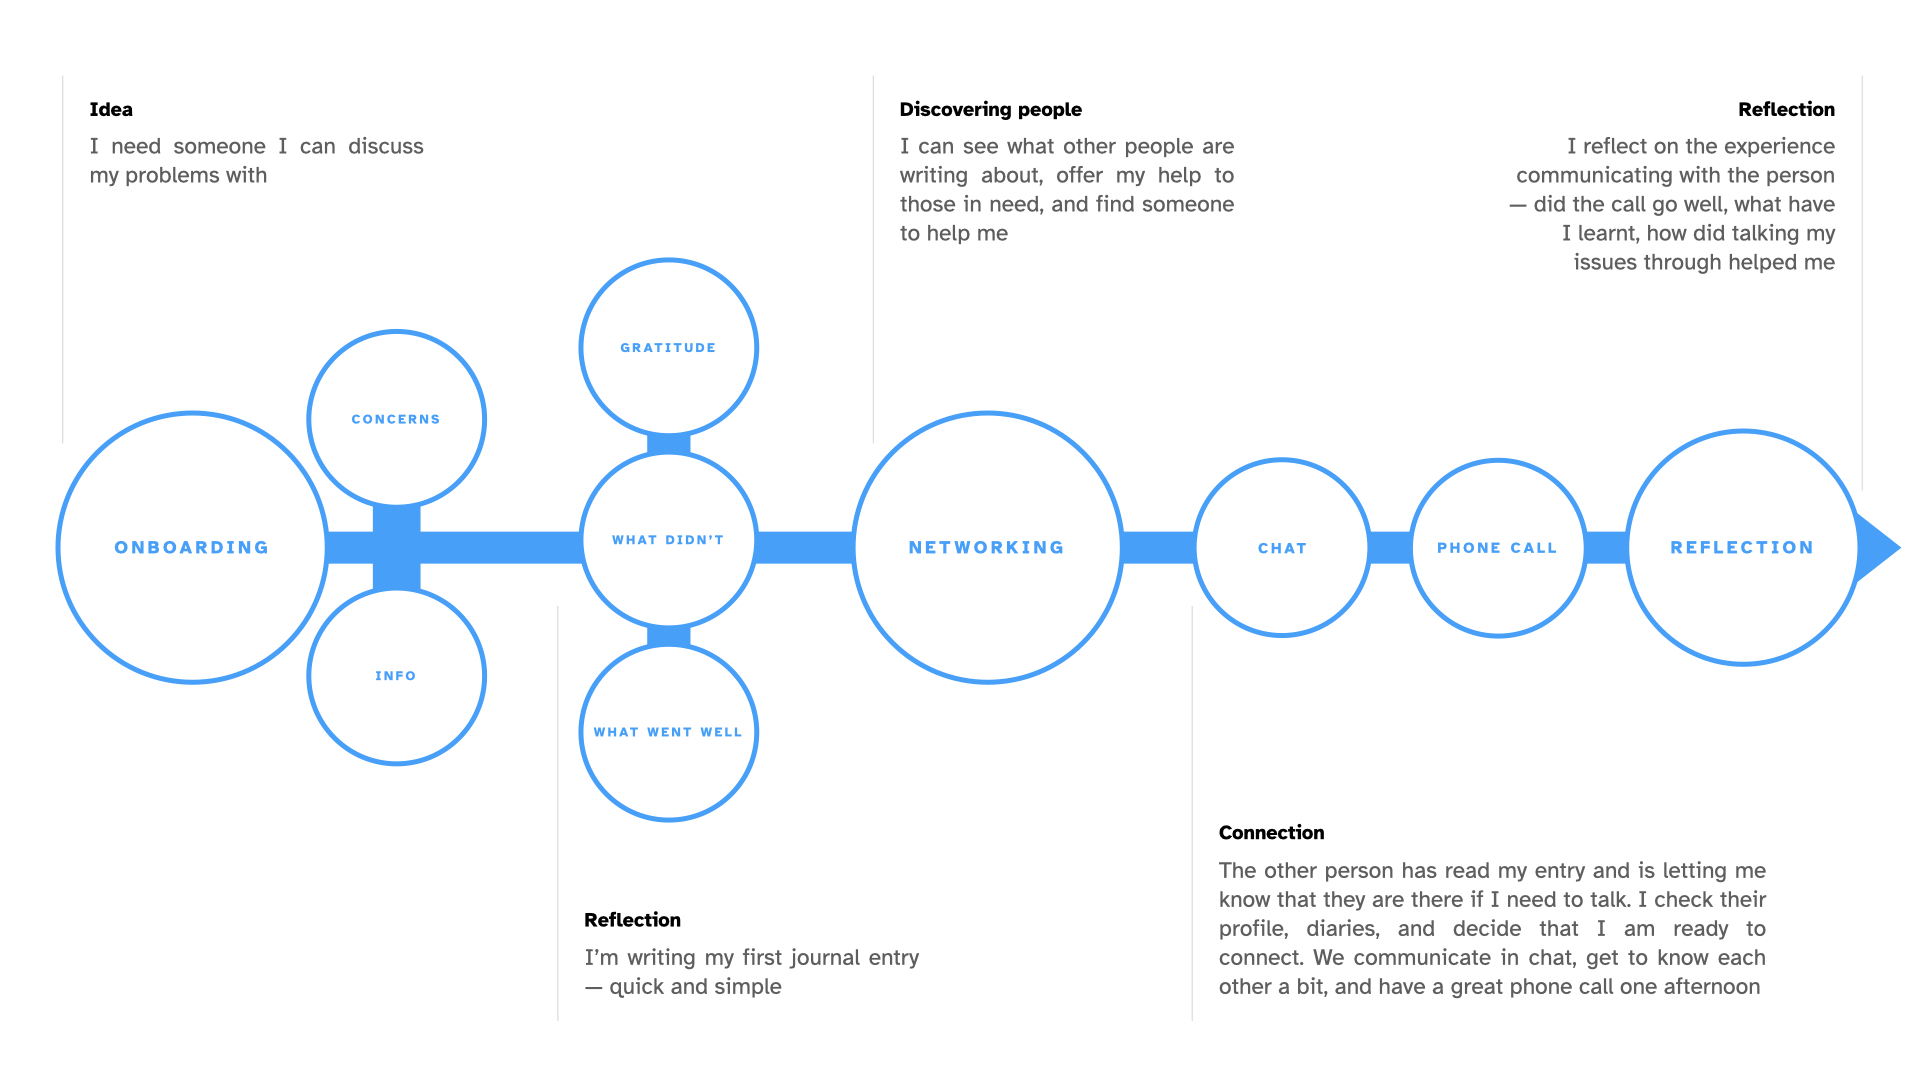 Idea
I need someone I can discuss
my problems with
Discovering people
I can see what other people are
writing about, offer my help to
those in need, and find someone
to help me
Reflection
I reflect on the experience
communicating with the person
— did the call go well, what have
I learnt, how did talking my
issues through helped me
ONBOARDING
CONCERNS
INFO
GRATITUDE
WHAT DIDN’T
WHAT WENT WELL
NETWORKING
CHAT
PHONE CALL
REFLECTION
Reflection
I’m writing my first journal entry
— quick and simple
Connection
The other person has read my entry and is letting me
know that they are there if I need to talk. I check their
profile, diaries, and decide that I am ready to
connect. We communicate in chat, get to know each
other a bit, and have a great phone call one afternoon